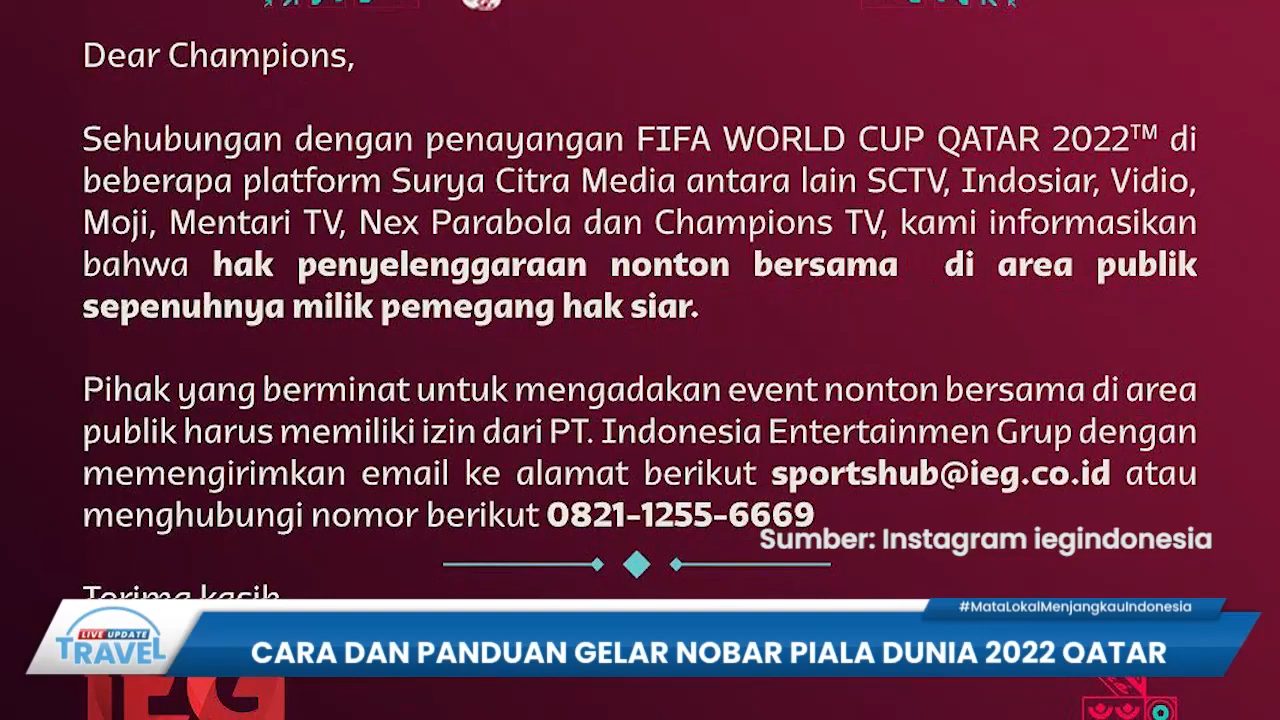 Dear Champions,
Sehubungan dengan penayangan FIFA WORLD CUP QATAR 2022™ di
beberapa platform Surya Citra Media antara lain SCTV, Indosiar, Vidio,
Moji, Mentari TV, Nex Parabola dan Champions TV, kami informasikan
bahwa hak penyelenggaraan nonton bersama di area publik
sepenuhnya milik pemegang hak siar.
Pihak yang berminat untuk mengadakan event nonton bersama di area
publik harus memiliki izin dari PT. Indonesia Entertainmen Grup dengan
memengirimkan email ke alamat berikut sportshub@ieg.co.id atau
menghubungi nomor berikut 0821-1255-6669
Sumber: Instagram iegindonesia
Terima kasih
#MataLokalMenjangkauIndonesia
LIVE UPDATE
TRAVEL
CARA DAN PANDUAN GELAR NOBAR PIALA DUNIA 2022 QATAR
IEG